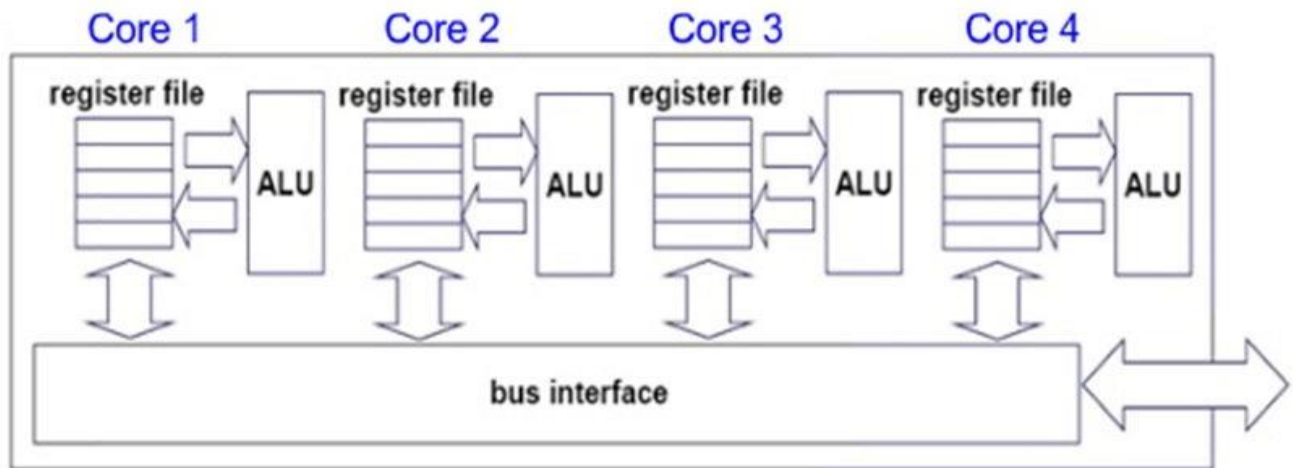 Core 1 Core 2 Core 3 Core 4
register file register file register file register file
ALU ALU ALU ALU
bus interface